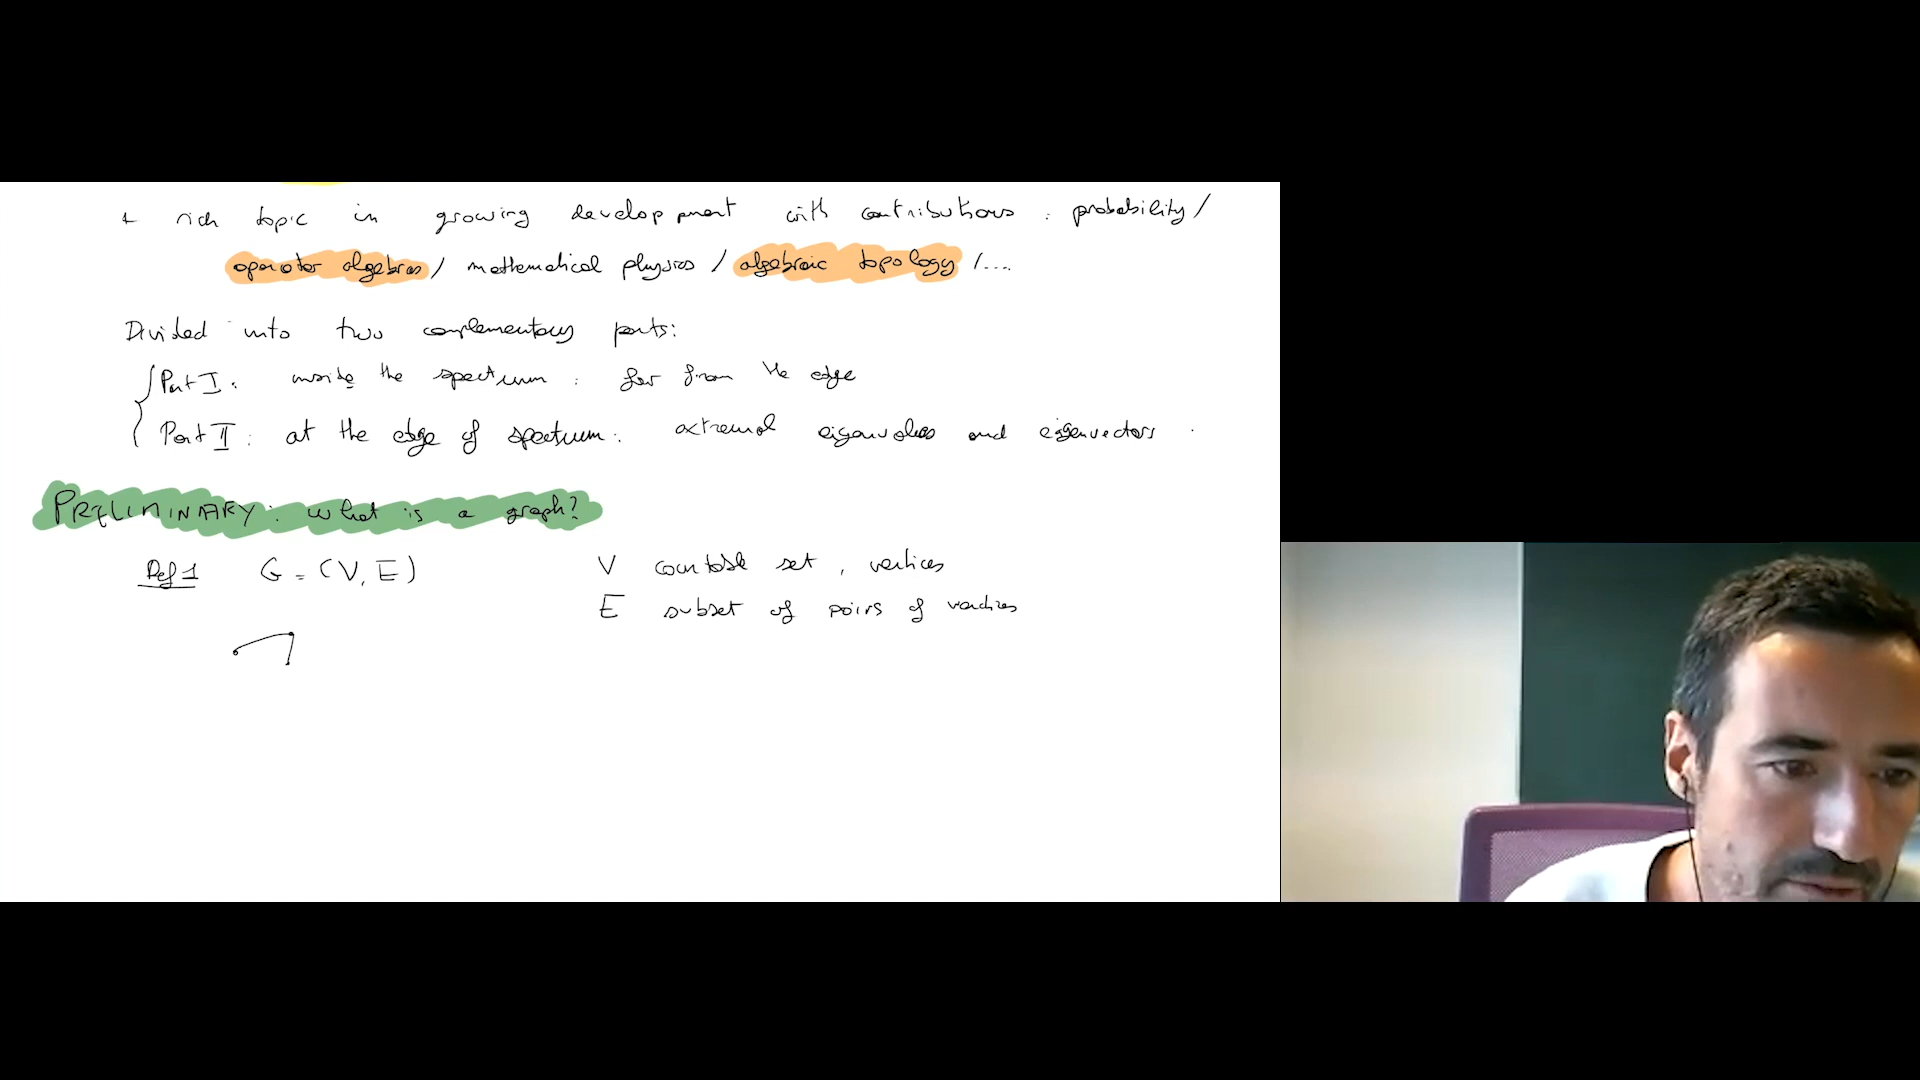 + rich topic in growing development with contributions : probability /
operator algebras / mathematical physics / algebraic topology / ....
Divided into two complementary parts:
Part I : inside the spectrum : far from the edge
Part II : at the edge of spectrum : extremal eigenvalues and eigenvectors .
PRELIMINARY : what is a graph?
Def 1 G = (V, E) V countable set , vertices
E subset of pairs of vertices